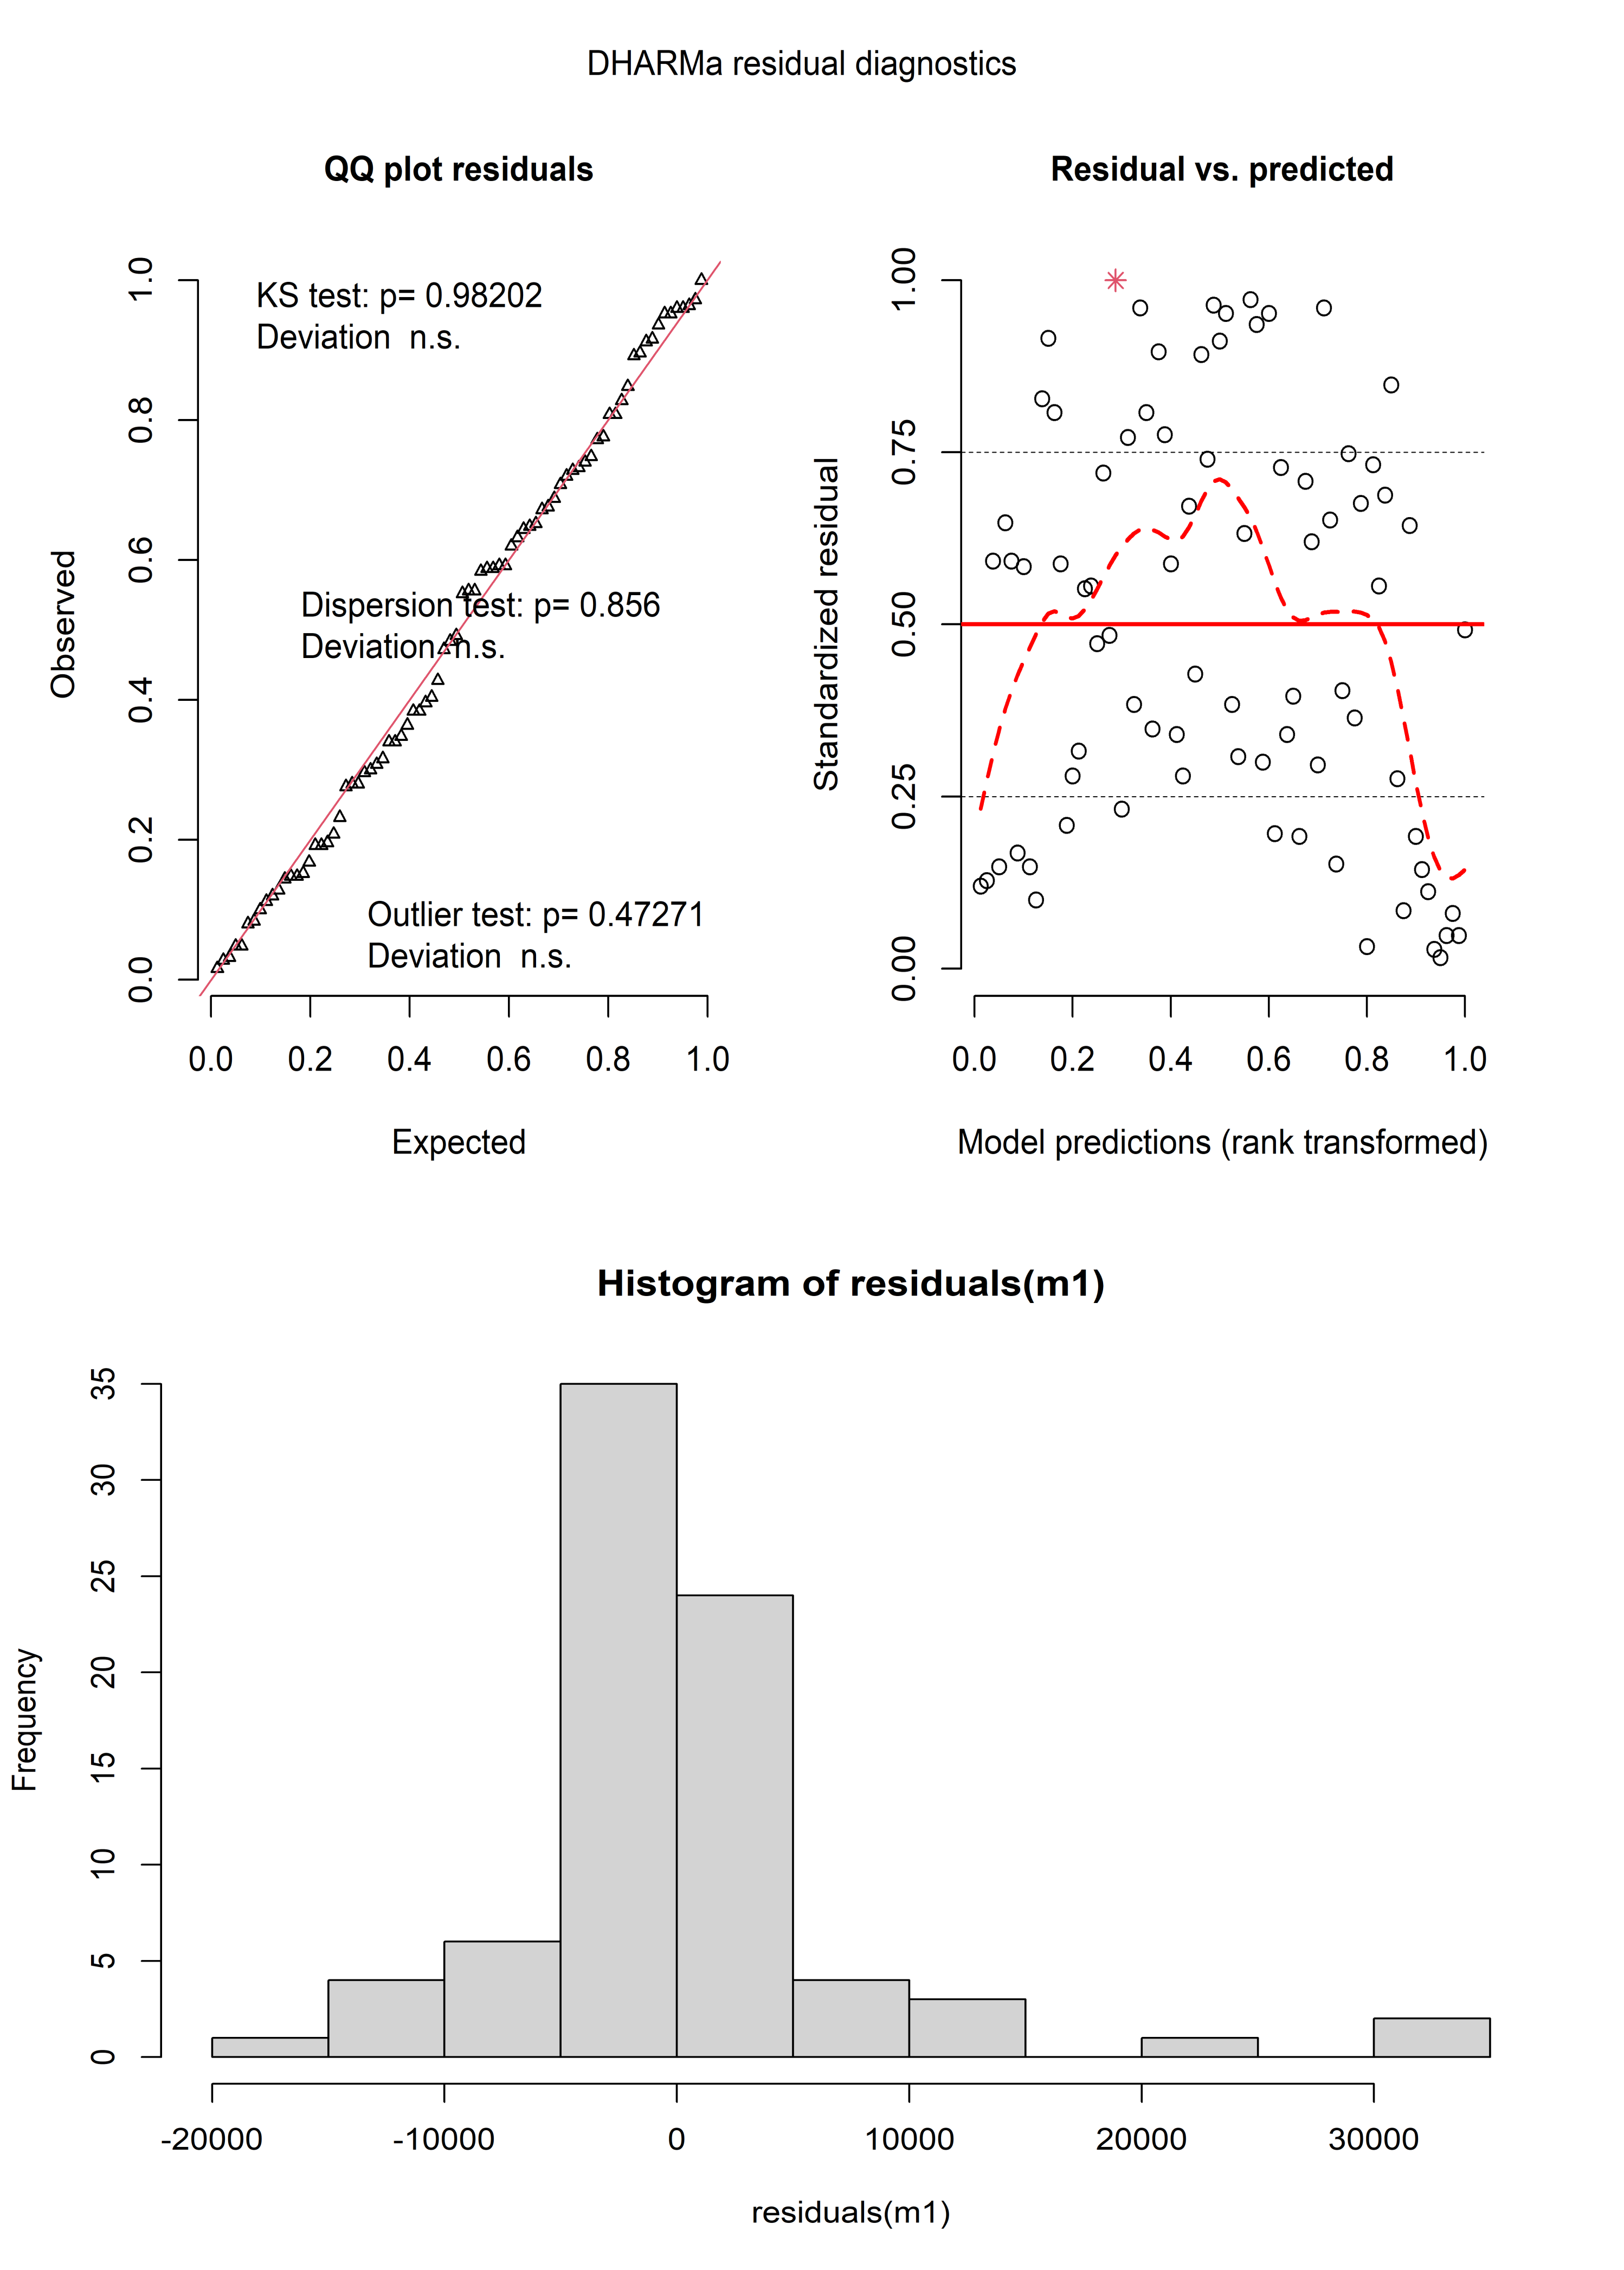 DHARMa residual diagnostics
QQ plot residuals
1.0
0.8
0.6
0.4
0.2
0.0
Observed
KS test: p= 0.98202
Deviation  n.s.
Dispersion test: p= 0.856
Deviation  n.s.
Outlier test: p= 0.47271
Deviation  n.s.
0.0 0.2 0.4 0.6 0.8 1.0
Expected
Residual vs. predicted
1.00
0.75
0.50
0.25
0.00
Standardized residual
0.0 0.2 0.4 0.6 0.8 1.0
Model predictions (rank transformed)
Histogram of residuals(m1)
35
30
25
20
15
10
5
0
Frequency
-20000 -10000 0 10000 20000 30000
residuals(m1)